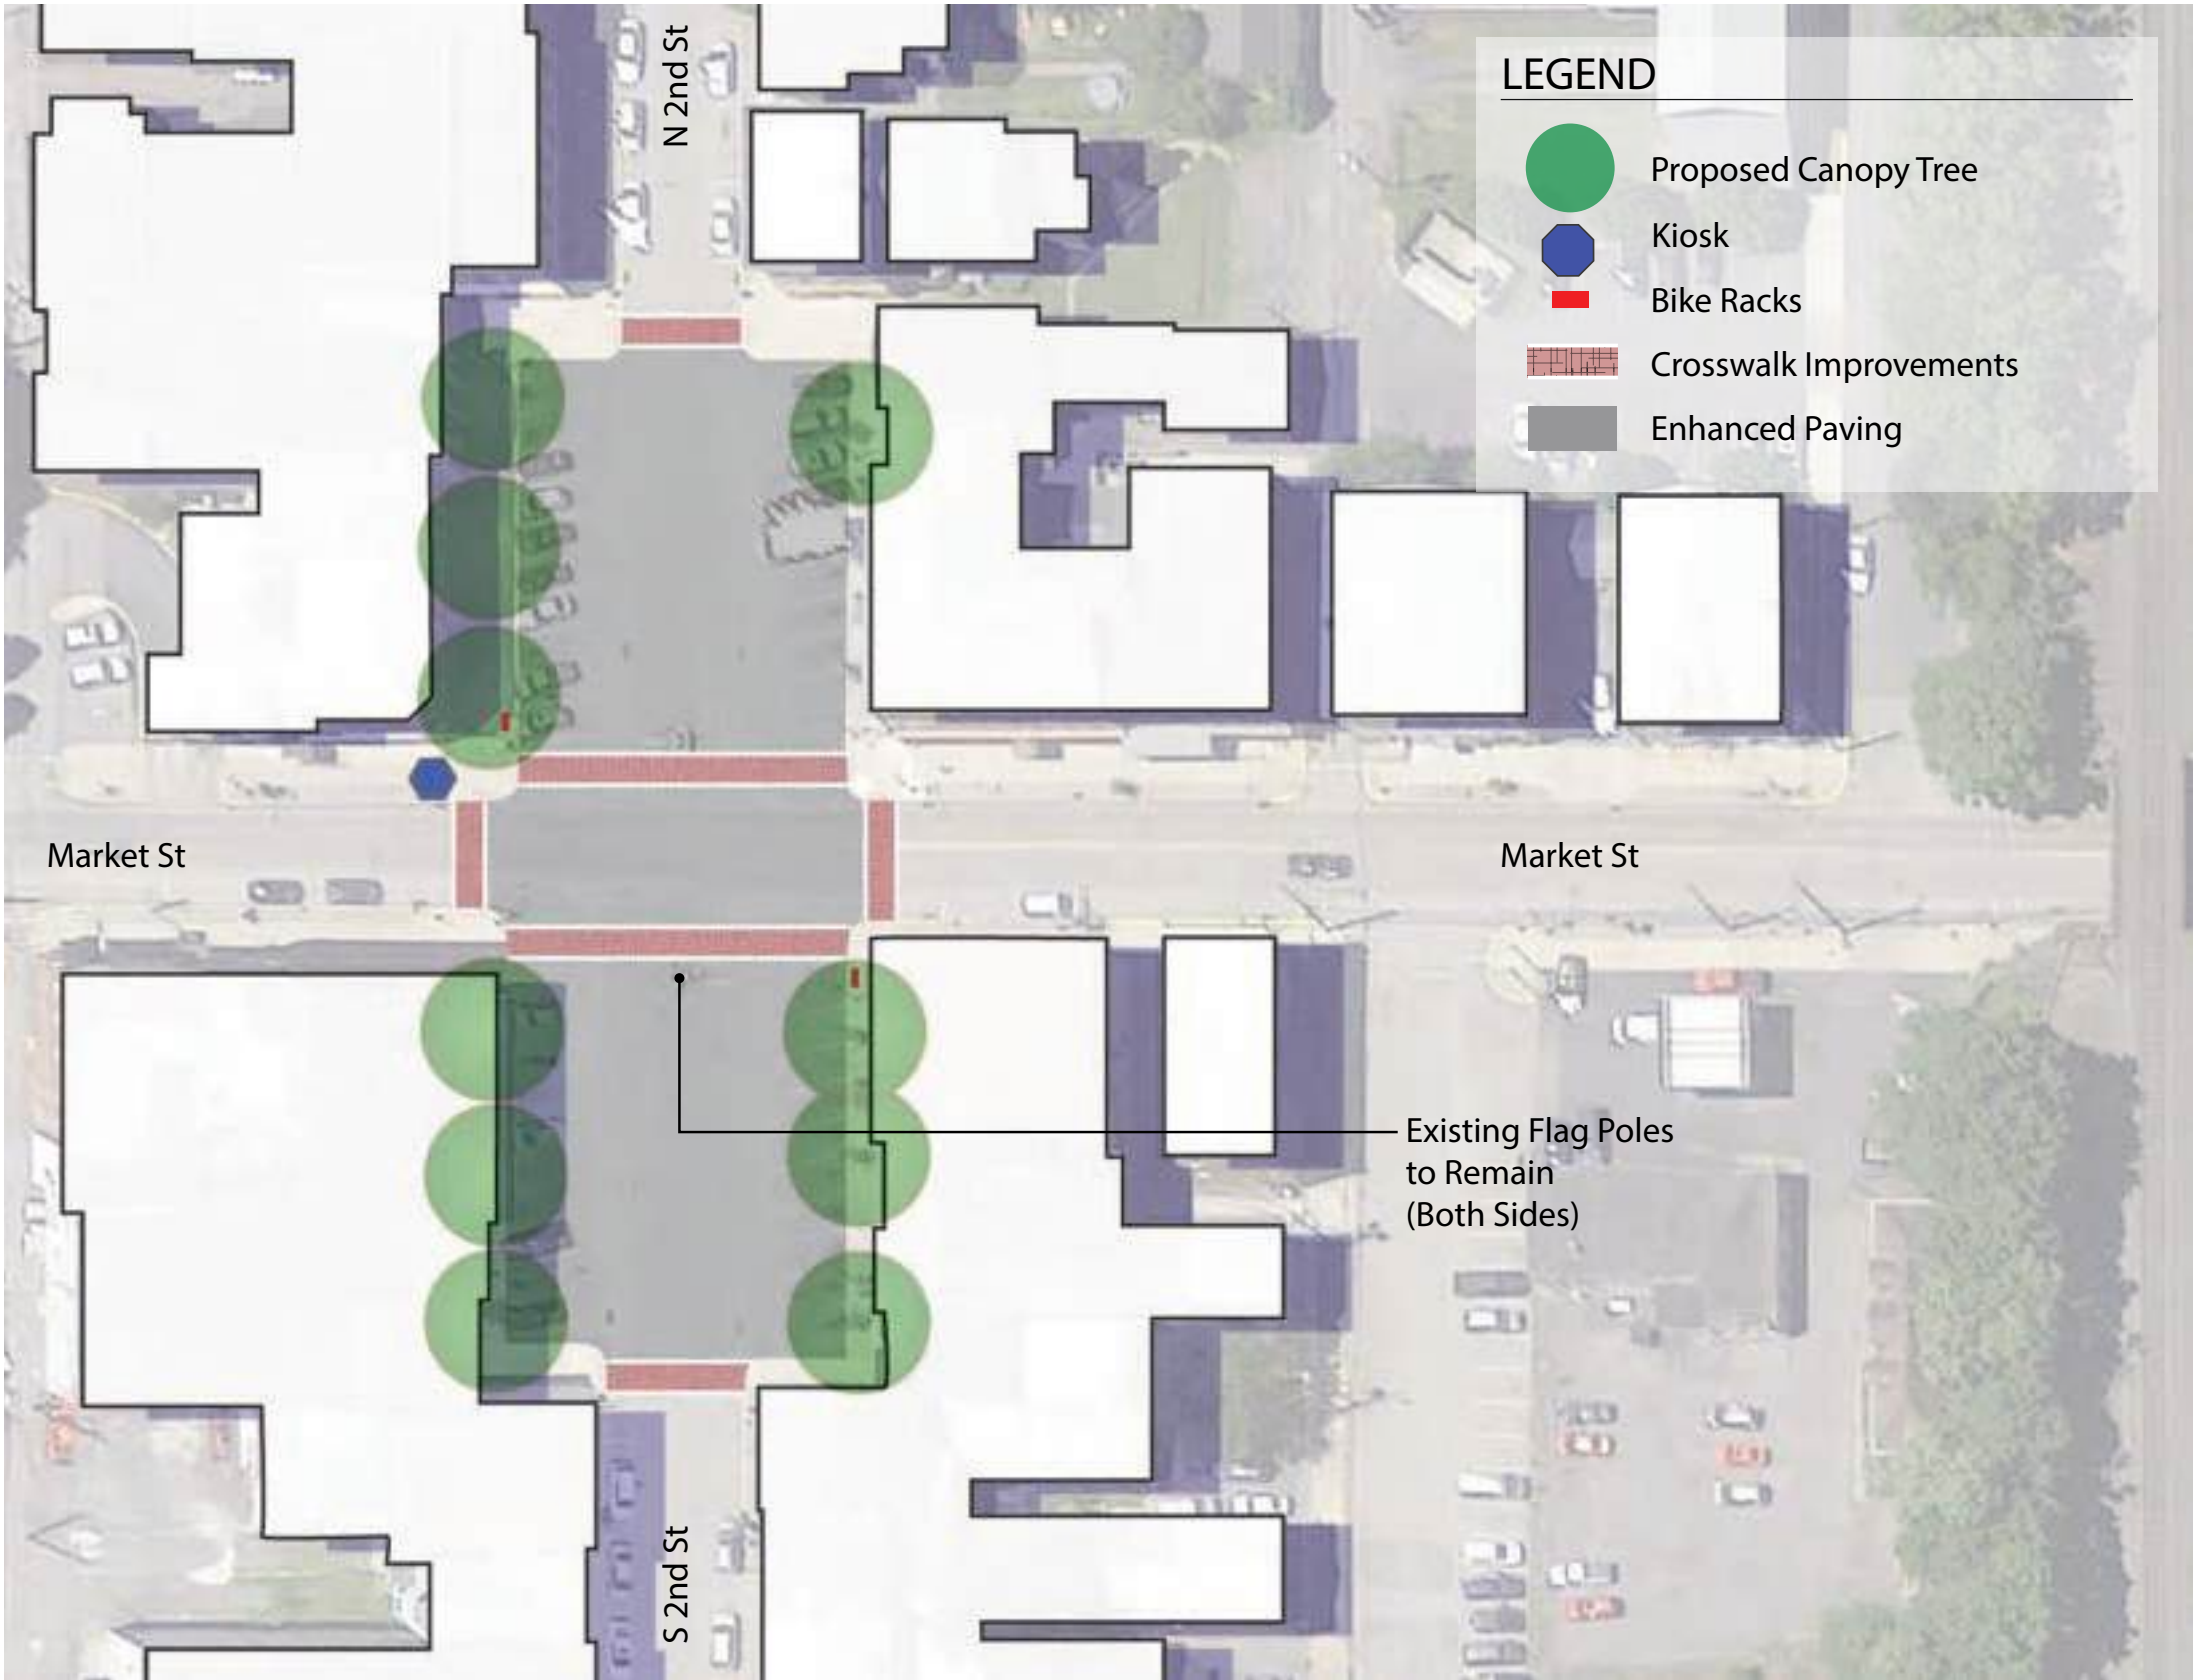 N 2nd St
LEGEND
Proposed Canopy Tree
Kiosk
Bike Racks
Crosswalk Improvements
Enhanced Paving
Market St
Market St
Existing Flag Poles
to Remain
(Both Sides)
S 2nd St